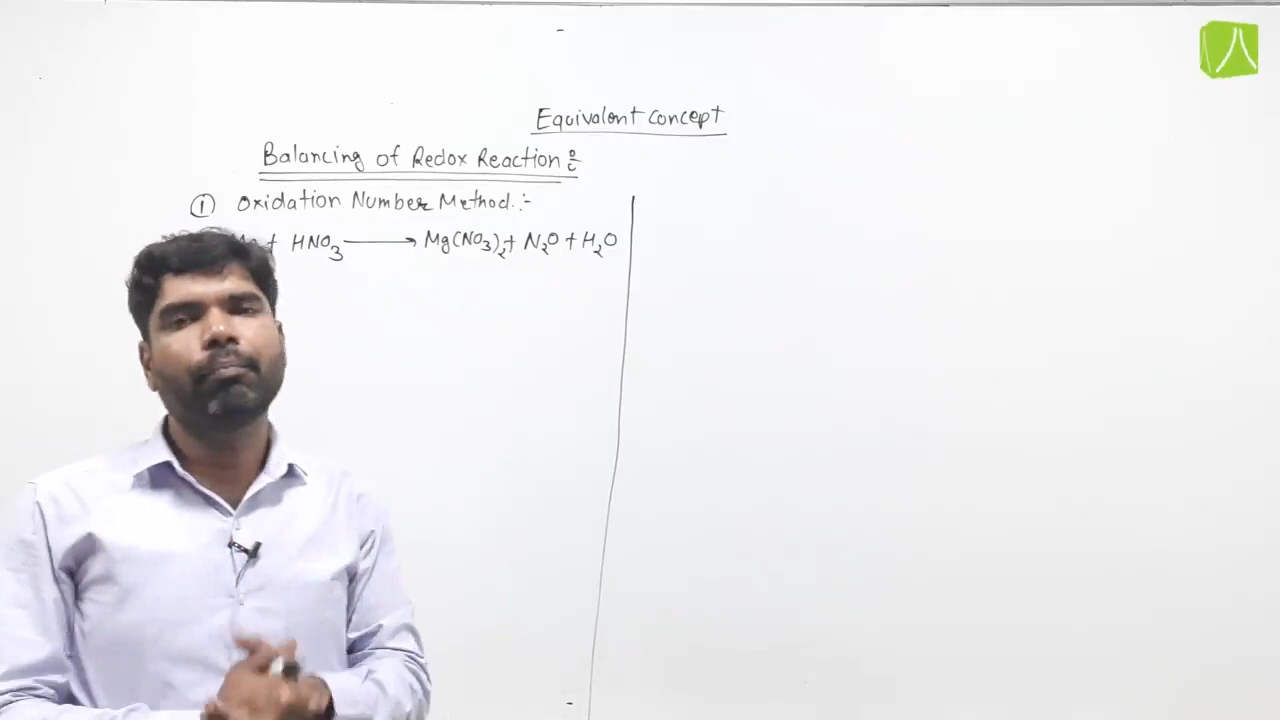 Equivalent Concept
Balancing of Redox Reaction :
① Oxidation Number Method :-
+ HNO₃ ⟶ Mg(NO₃)₂ + N₂O + H₂O